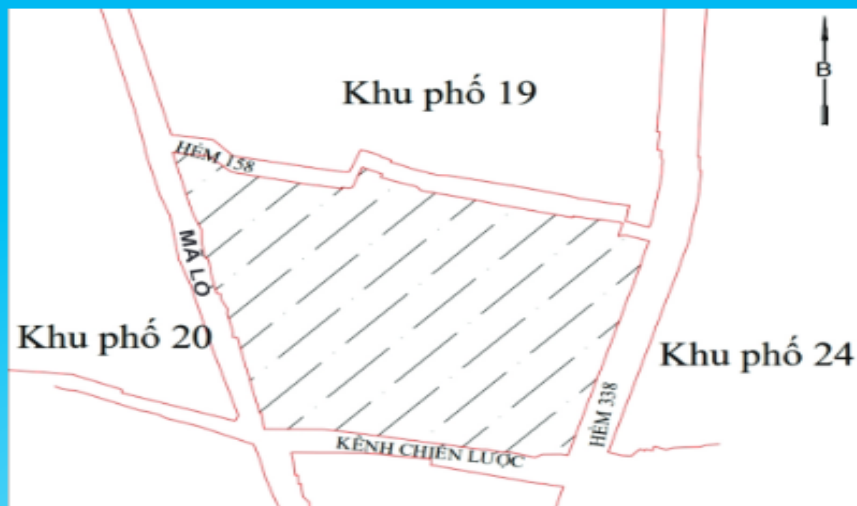 B
Khu phố 19
HẺM 158
MÃ LÒ
Khu phố 20
Khu phố 24
HẺM 338
KÊNH CHIẾN LƯỢC